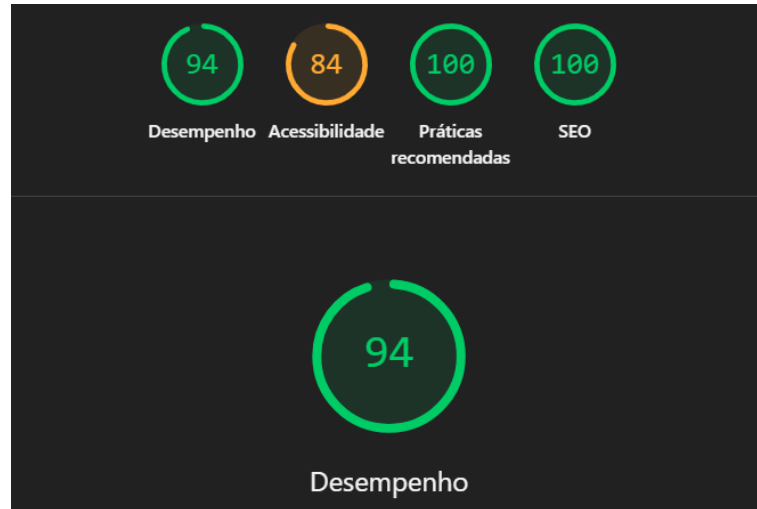 94
84
100
100
Desempenho
Acessibilidade
Práticas
recomendadas
SEO
94
Desempenho